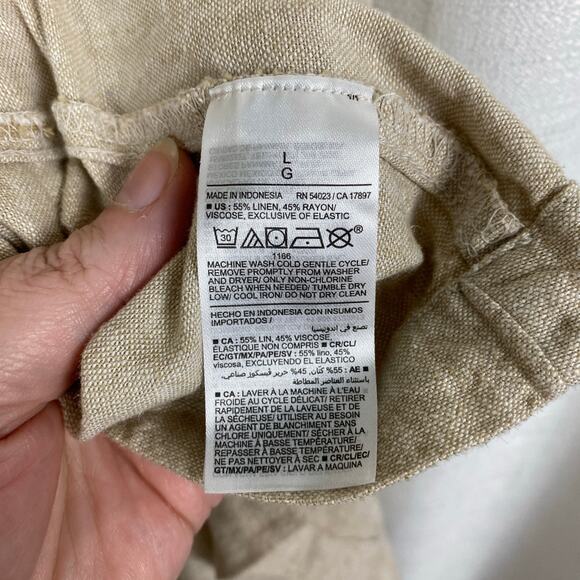 L
G
MADE IN INDONESIA RN 54023 / CA 17897
■ US : 55% LINEN, 45% RAYON/
VISCOSE, EXCLUSIVE OF ELASTIC
30
1166
MACHINE WASH COLD GENTLE CYCLE/
REMOVE PROMPTLY FROM WASHER
AND DRYER/ ONLY NON-CHLORINE
BLEACH WHEN NEEDED/ TUMBLE DRY
LOW/ COOL IRON/ DO NOT DRY CLEAN
HECHO EN INDONESIA CON INSUMOS
IMPORTADOS /
صنع في اندونيسيا
■ CA : 55% LIN, 45% VISCOSE,
ÉLASTIQUE NON COMPRIS ■ CR/CL/
EC/GT/MX/PA/PE/SV : 55% lino, 45%
viscosa, EXCLUYENDO EL ELASTICO
■ AE : 55% كتان, 45% حرير ڤيسكوز صناعي,
باستثناء العناصر المطاطة
■ CA : LAVER À LA MACHINE À L'EAU
FROIDE AU CYCLE DÉLICAT/ RETIRER
RAPIDEMENT DE LA LAVEUSE ET DE
LA SÉCHEUSE/ UTILISER AU BESOIN
UN AGENT DE BLANCHIMENT SANS
CHLORE UNIQUEMENT/ SÉCHER À LA
MACHINE À BASSE TEMPÉRATURE/
REPASSER À BASSE TEMPÉRATURE/
NE PAS NETTOYER À SEC ■ CR/CL/EC/
GT/MX/PA/PE/SV : LAVAR A MAQUINA